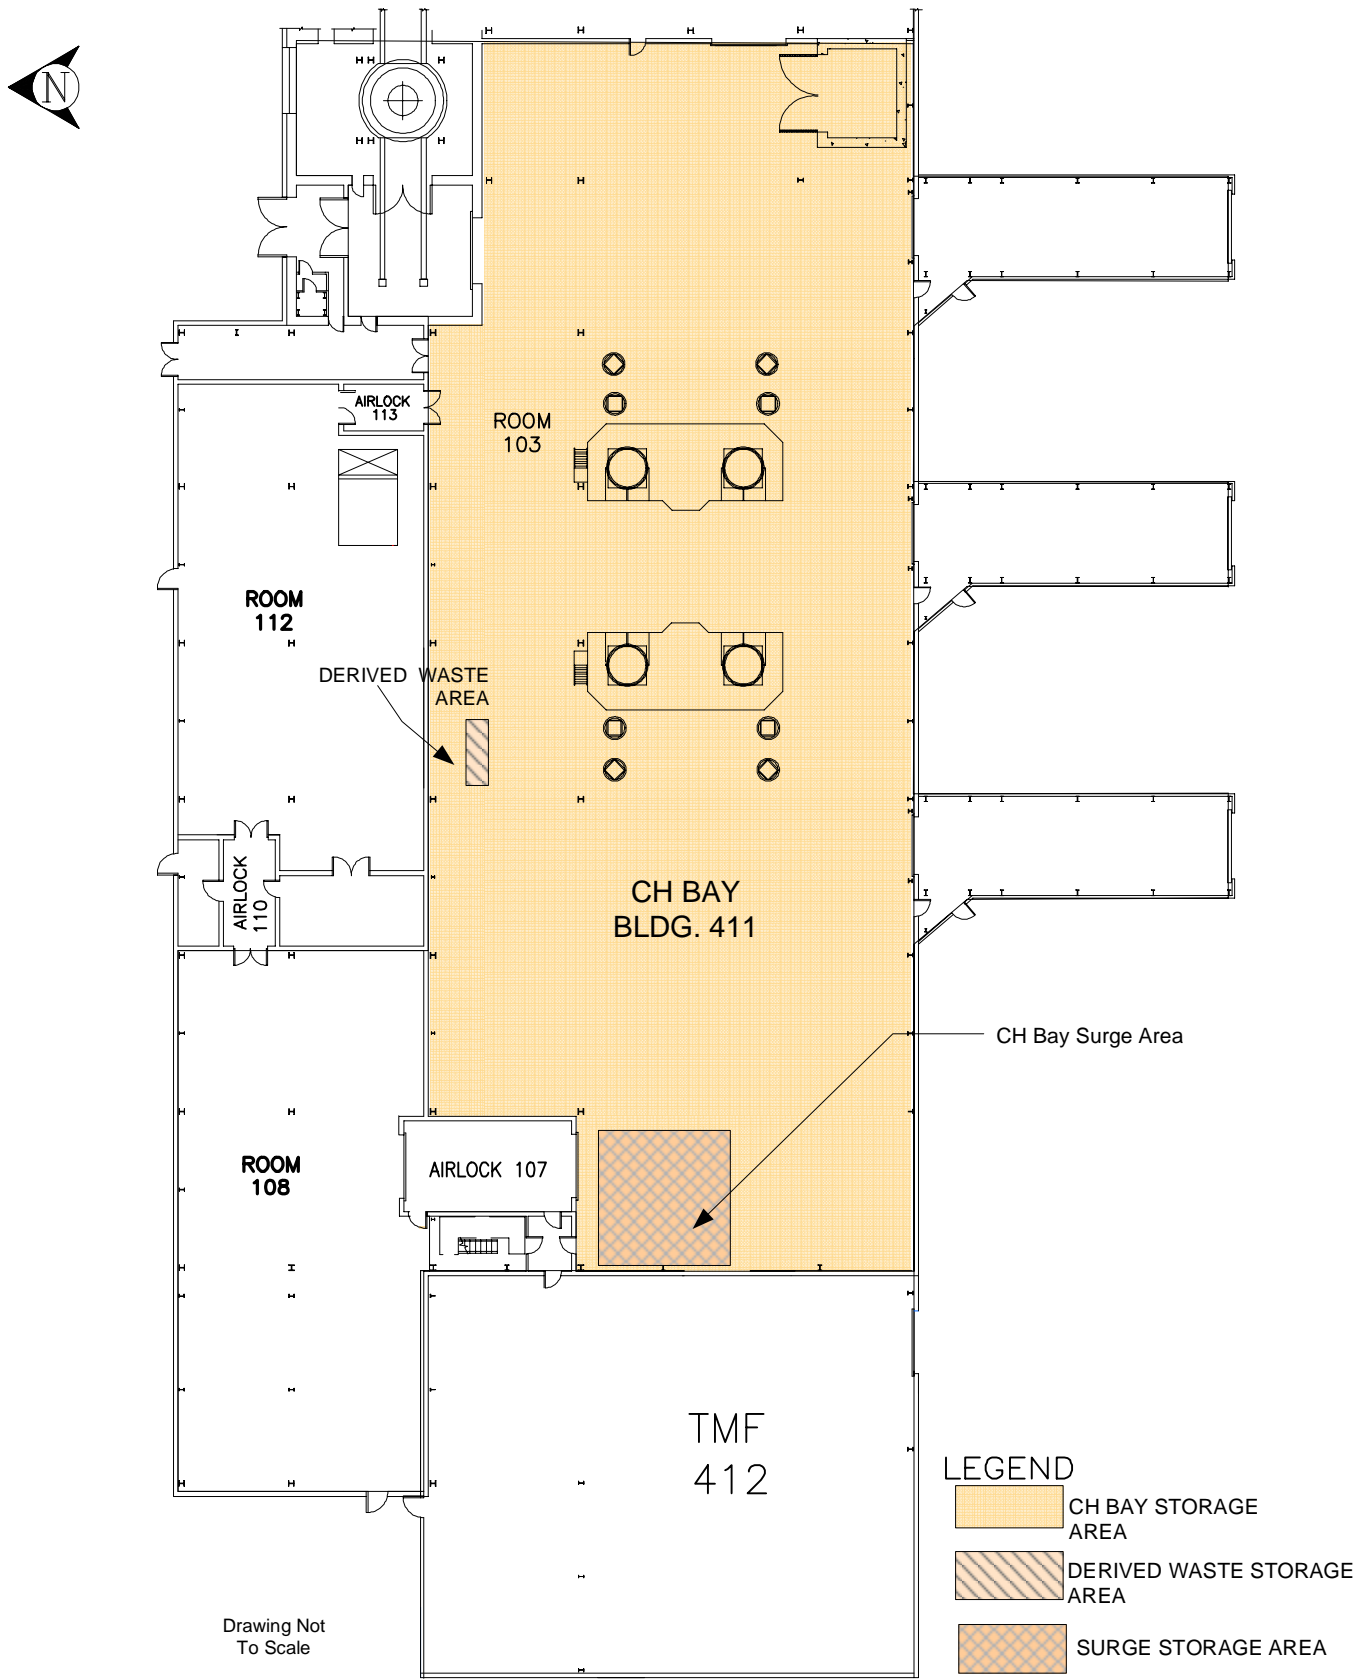 N
AIRLOCK
113
ROOM
103
ROOM
112
DERIVED WASTE
AREA
AIRLOCK
110
CH BAY
BLDG. 411
CH Bay Surge Area
ROOM
108
AIRLOCK 107
TMF
412
LEGEND
CH BAY STORAGE
AREA
DERIVED WASTE STORAGE
AREA
SURGE STORAGE AREA
Drawing Not
To Scale